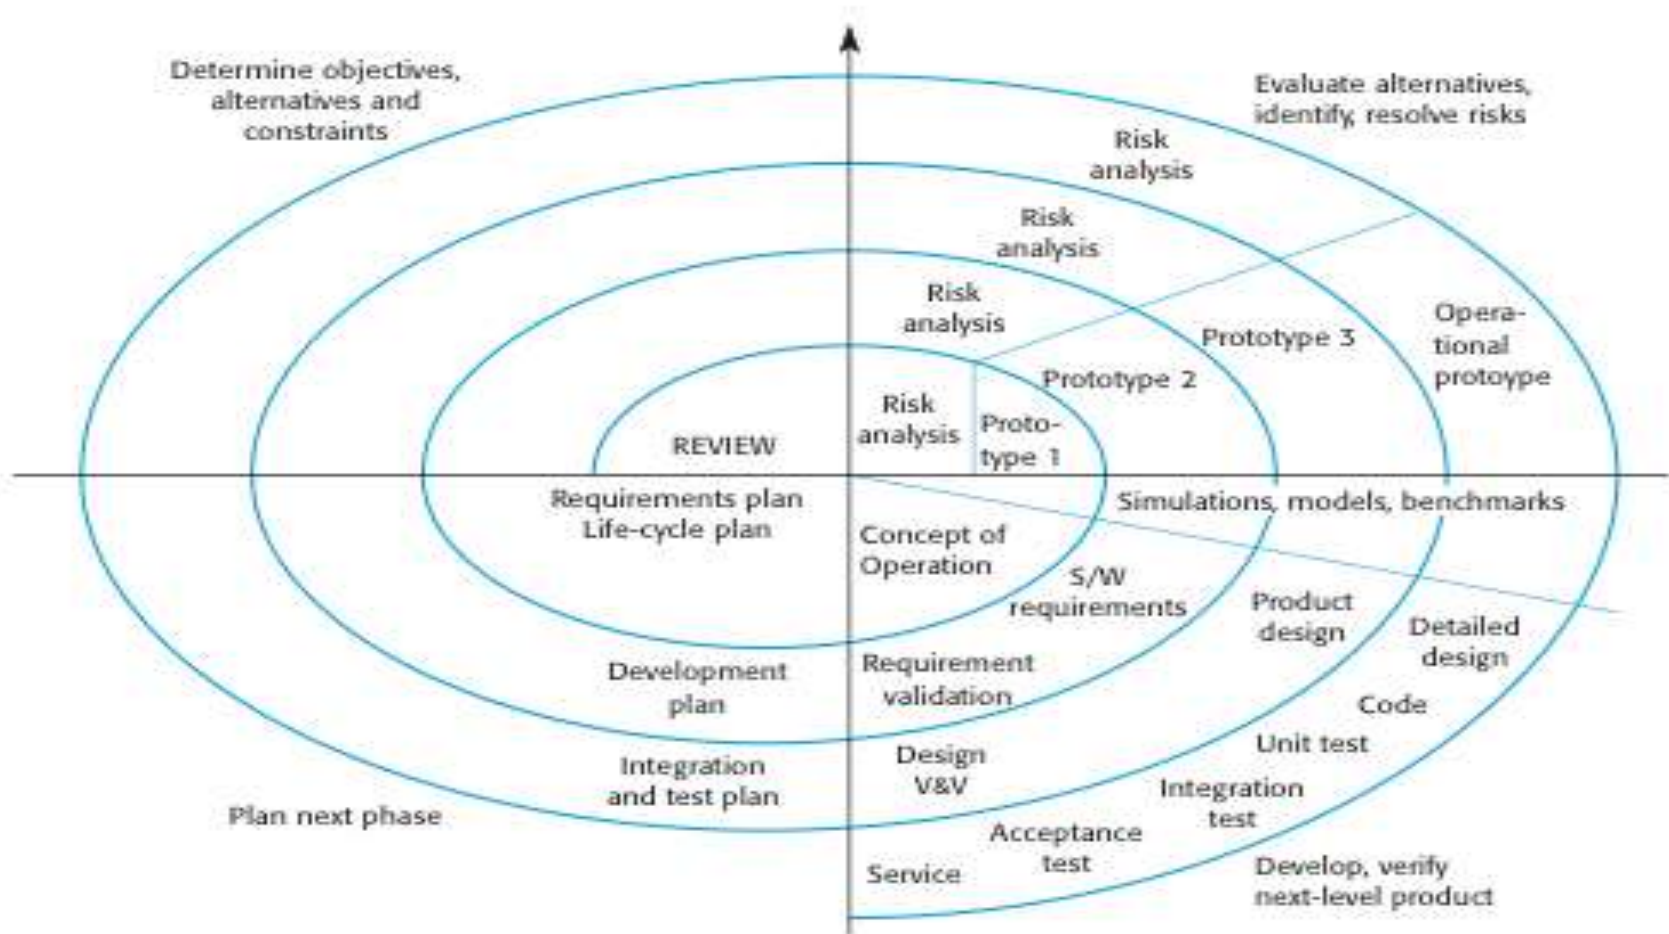 Determine objectives,
alternatives and
constraints
Evaluate alternatives,
identify, resolve risks
Risk
analysis
Risk
analysis
Risk
analysis
Risk
analysis
Proto-
type 1
Prototype 2
Prototype 3
Opera-
tional
protoype
REVIEW
Requirements plan
Life-cycle plan
Concept of
Operation
Simulations, models, benchmarks
S/W
requirements
Product
design
Detailed
design
Development
plan
Requirement
validation
Code
Unit test
Integration
and test plan
Design
V&V
Integration
test
Acceptance
test
Service
Plan next phase
Develop, verify
next-level product